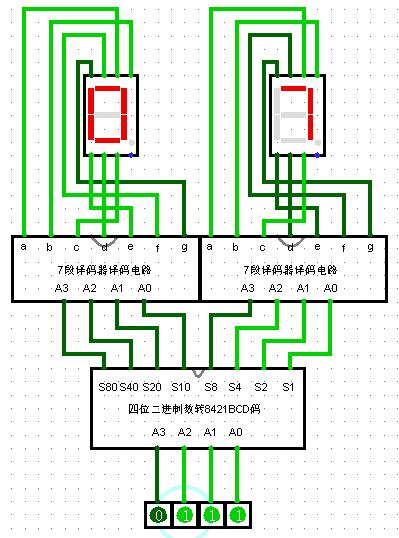 a b c d e f g a b c d e f g
7段译码器译码电路 7段译码器译码电路
A3 A2 A1 A0 A3 A2 A1 A0
S80 S40 S20 S10 S8 S4 S2 S1
四位二进制数转8421BCD码
A3 A2 A1 A0
0 1 1 1